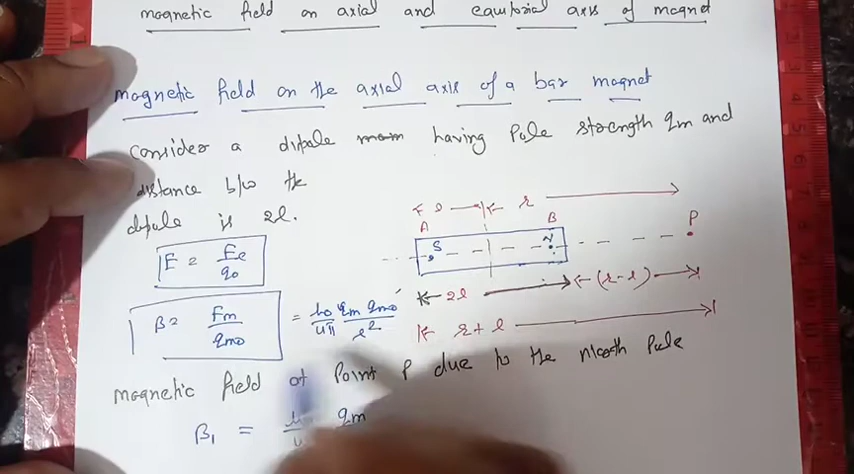 magnetic field on axial and equitorial axis of magnet
magnetic field on the axial axis of a bar magnet
Consider a dipole having Pole strength qm and
distance b/w the
dipole is 2l.
E = Fe/q0
B = Fm/qm0 = μ0/4π qm qm0/r²
l r
A B P
S N
2l (r-l)
r+l
magnetic field at Point P due to the north Pole
B1 = qm